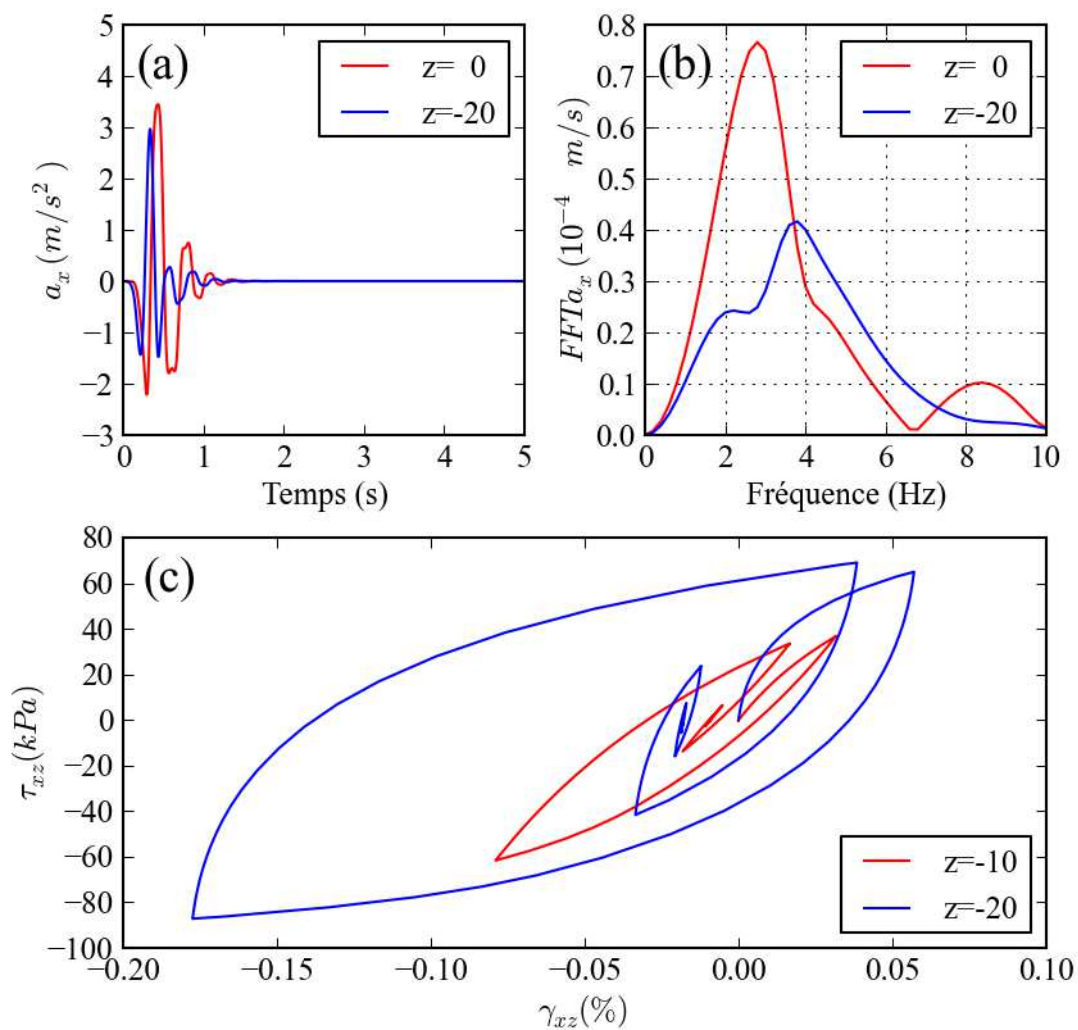 (a)
z= 0
z=-20
5
4
3
2
1
0
−1
−2
−3
a_x (m/s²)
0 1 2 3 4 5
Temps (s)
(b)
z= 0
z=-20
0.8
0.7
0.6
0.5
0.4
0.3
0.2
0.1
0.0
FFTa_x (10⁻⁴ m/s)
0 2 4 6 8 10
Fréquence (Hz)
(c)
80
60
40
20
0
−20
−40
−60
−80
−100
τ_xz (kPa)
z=-10
z=-20
−0.20 −0.15 −0.10 −0.05 0.00 0.05 0.10
γ_xz (%)